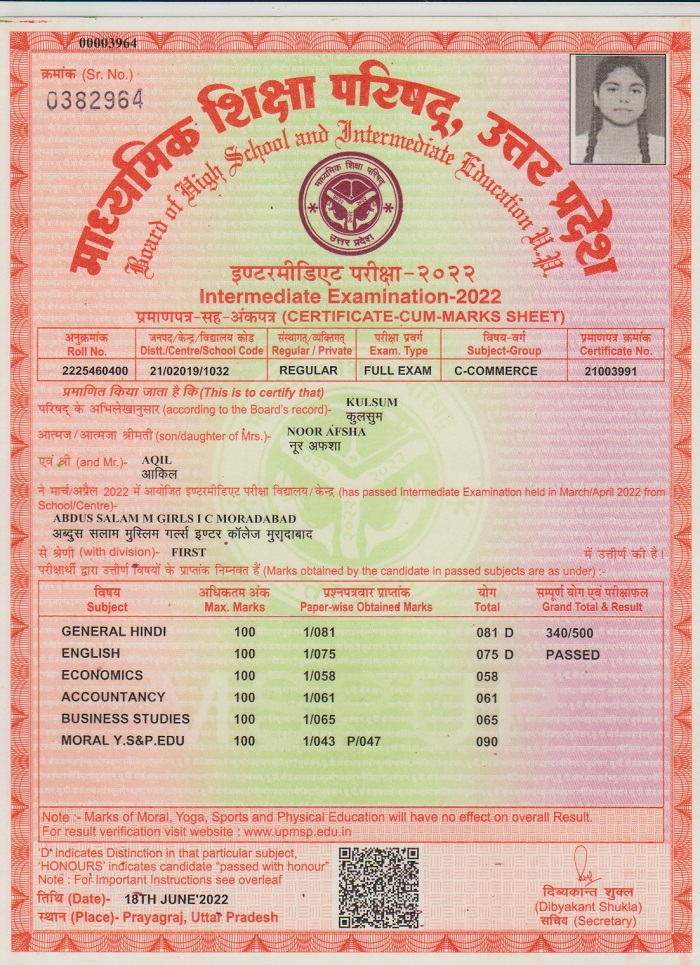 00003964
क्रमांक (Sr. No.)
0382964
माध्यमिक शिक्षा परिषद्, उत्तर प्रदेश
Board of High School and Intermediate Education U.P.
माध्यमिक शिक्षा परिषद्
उत्तर प्रदेश
इण्टरमीडिएट परीक्षा-२०२२
Intermediate Examination-2022
प्रमाणपत्र-सह-अंकपत्र (CERTIFICATE-CUM-MARKS SHEET)
अनुक्रमांक जनपद/केन्द्र/विद्यालय कोड संस्थागत/व्यक्तिगत परीक्षा प्रवर्ग विषय-वर्ग प्रमाणपत्र क्रमांक
Roll No. Distt./Centre/School Code Regular / Private Exam. Type Subject-Group Certificate No.
2225460400 21/02019/1032 REGULAR FULL EXAM C-COMMERCE 21003991
प्रमाणित किया जाता है कि (This is to certify that)
KULSUM
परिषद् के अभिलेखानुसार (according to the Board's record)- कुलसुम
NOOR AFSHA
आत्मज/आत्मजा श्रीमती (son/daughter of Mrs.)- नूर अफशा
एवं श्री (and Mr.)- AQIL
आकिल
ने मार्च/अप्रैल 2022 में आयोजित इण्टरमीडिएट परीक्षा विद्यालय/केन्द्र (has passed Intermediate Examination held in March/April 2022 from
School/Centre)-
ABDUS SALAM M GIRLS I C MORADABAD
अब्दुस सलाम मुस्लिम गर्ल्स इण्टर कॉलेज मुरादाबाद
से श्रेणी (with division)- FIRST में उत्तीर्ण की है।
परीक्षार्थी द्वारा उत्तीर्ण विषयों के प्राप्तांक निम्नवत हैं (Marks obtained by the candidate in passed subjects are as under) :-
विषय अधिकतम अंक प्रश्नपत्रवार प्राप्तांक योग सम्पूर्ण योग एवं परीक्षाफल
Subject Max. Marks Paper-wise Obtained Marks Total Grand Total & Result
GENERAL HINDI 100 1/081 081 D 340/500
ENGLISH 100 1/075 075 D PASSED
ECONOMICS 100 1/058 058
ACCOUNTANCY 100 1/061 061
BUSINESS STUDIES 100 1/065 065
MORAL Y.S&P.EDU 100 1/043 P/047 090
Note :- Marks of Moral, Yoga, Sports and Physical Education will have no effect on overall Result.
For result verification visit website : www.upmsp.edu.in
'D' indicates Distinction in that particular subject,
'HONOURS' indicates candidate "passed with honour"
Note : For Important Instructions see overleaf
तिथि (Date)- 18TH JUNE'2022
स्थान (Place)- Prayagraj, Uttar Pradesh
दिव्यकान्त शुक्ल
(Dibyakant Shukla)
सचिव (Secretary)